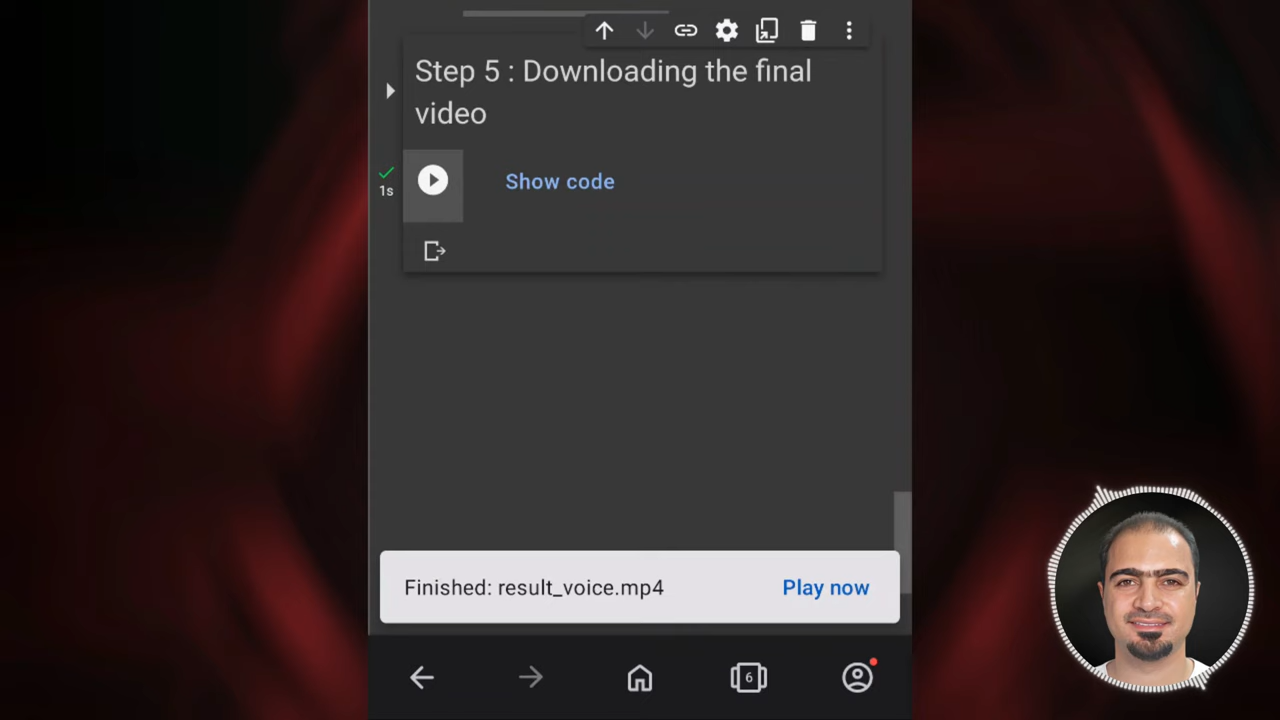 Step 5 : Downloading the final
video
1s
Show code
Finished: result_voice.mp4
Play now
6